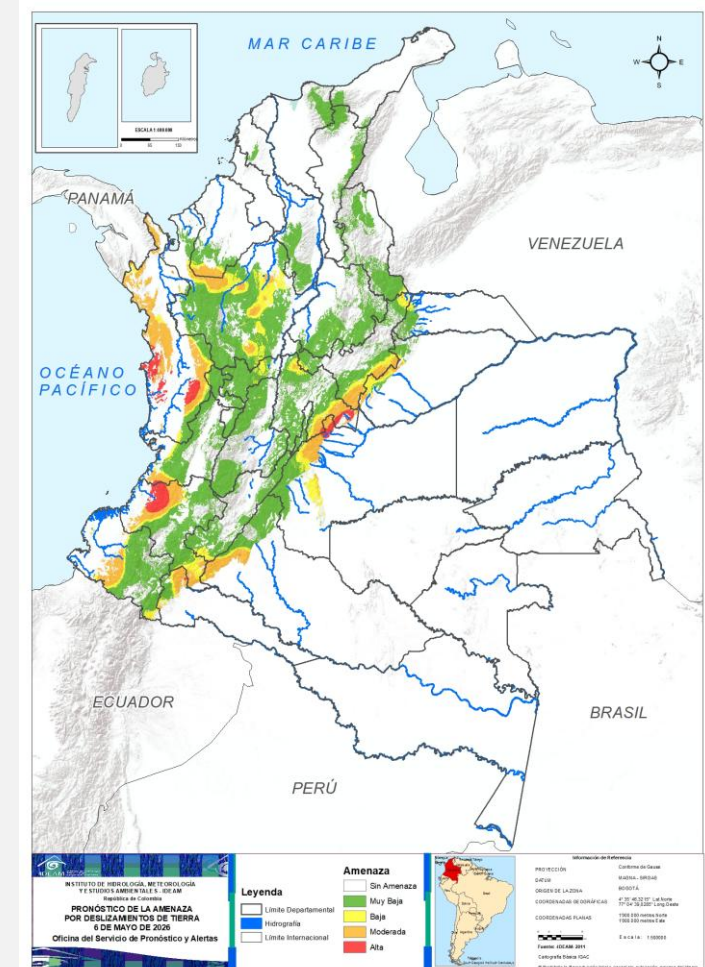 MAR CARIBE
N
W
E
S
PANAMÁ
VENEZUELA
OCÉANO
PACÍFICO
ECUADOR
BRASIL
PERÚ
INSTITUTO DE HIDROLOGÍA, METEOROLOGÍA
Y ESTUDIOS AMBIENTALES - IDEAM
República de Colombia
PRONÓSTICO DE LA AMENAZA
POR DESLIZAMIENTOS DE TIERRA
6 DE MAYO DE 2026
Oficina del Servicio de Pronóstico y Alertas
Leyenda
Límite Departamental
Hidrografía
Límite Internacional
Amenaza
Sin Amenaza
Muy Baja
Baja
Moderada
Alta
Información de Referencia
PROYECCIÓN
Conforme de Gauss
DATUM
MAGNA - SIRGAS
ORIGEN DE LA ZONA
BOGOTÁ
COORDENADAS GEOGRÁFICAS
COORDENADAS PLANAS
Fuente: IDEAM 2011
Cartografía Básica IGAC